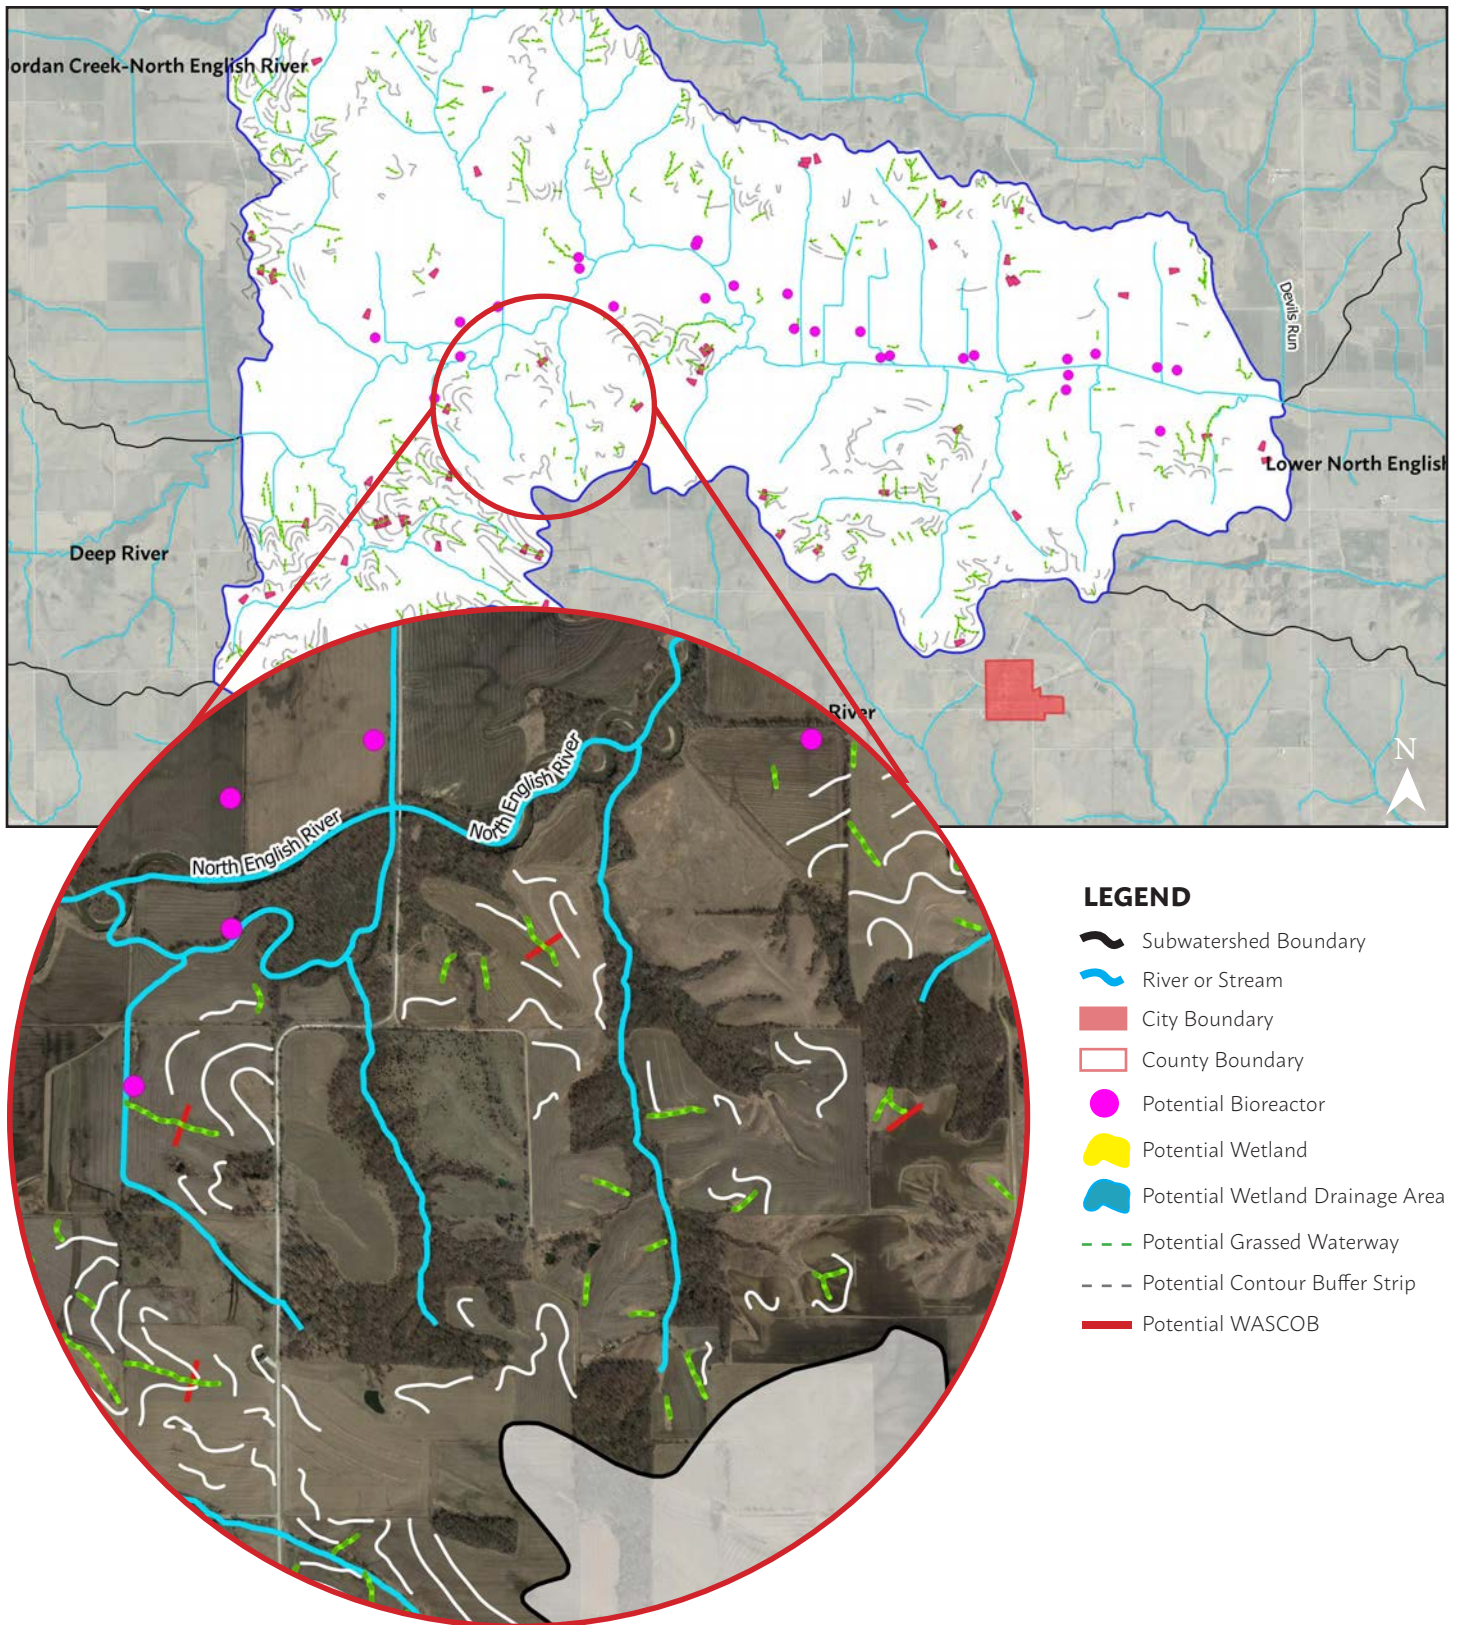 ordan Creek-North English River
Devils Run
Lower North English
Deep River
River
N
North English River
North English River
LEGEND
Subwatershed Boundary
River or Stream
City Boundary
County Boundary
Potential Bioreactor
Potential Wetland
Potential Wetland Drainage Area
Potential Grassed Waterway
Potential Contour Buffer Strip
Potential WASCOB